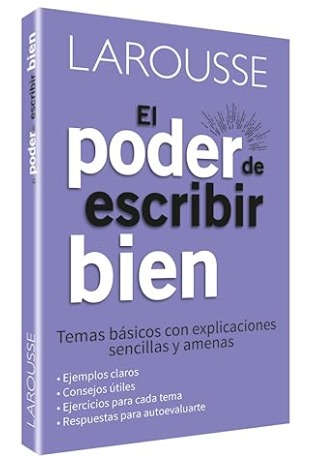 LAROUSSE
El
poder de
escribir
bien
Temas básicos con explicaciones
sencillas y amenas
• Ejemplos claros
• Consejos útiles
• Ejercicios para cada tema
• Respuestas para autoevaluarte
El poder de escribir bien
LAROUSSE